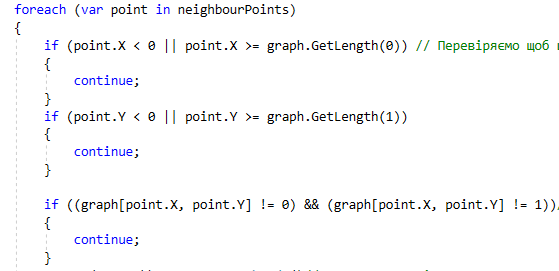 foreach (var point in neighbourPoints)
{
if (point.X < 0 || point.X >= graph.GetLength(0)) // Перевіряємо щоб
{
continue;
}
if (point.Y < 0 || point.Y >= graph.GetLength(1))
{
continue;
}
if ((graph[point.X, point.Y] != 0) && (graph[point.X, point.Y] != 1))
{
continue;
}